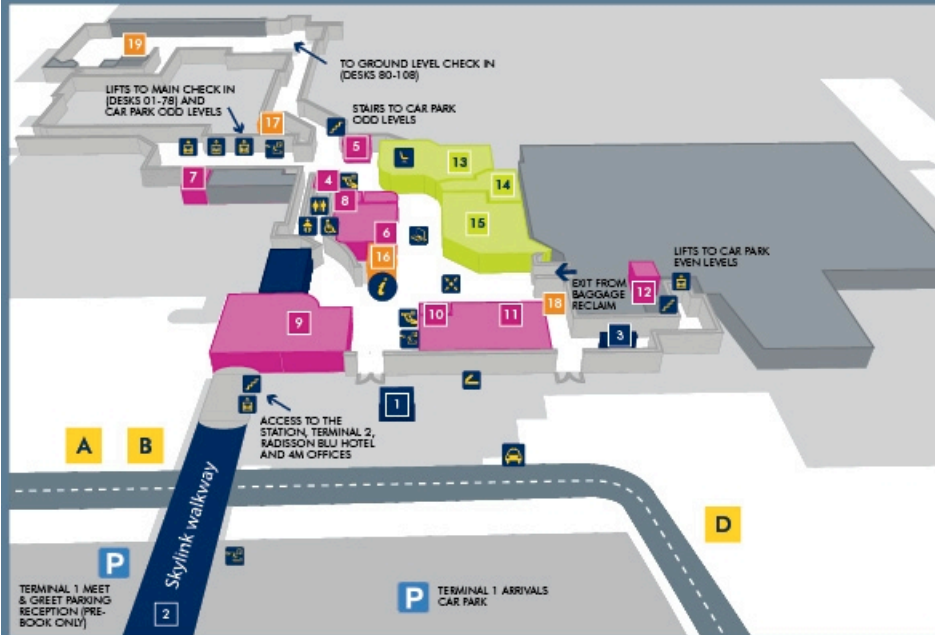 19
TO GROUND LEVEL CHECK IN
(DESKS 80-108)
LIFTS TO MAIN CHECK IN
(DESKS 01-78) AND
CAR PARK ODD LEVELS
STAIRS TO CAR PARK
ODD LEVELS
17
5
13
14
15
7
4
8
6
16
i
LIFTS TO CAR PARK
EVEN LEVELS
EXIT FROM
BAGGAGE
RECLAIM
12
18
10
11
9
3
1
ACCESS TO THE
STATION, TERMINAL 2,
RADISSON BLU HOTEL
AND 4M OFFICES
A
B
D
Skylink walkway
2
P
TERMINAL 1 MEET
& GREET PARKING
RECEPTION (PRE-
BOOK ONLY)
P
TERMINAL 1 ARRIVALS
CAR PARK